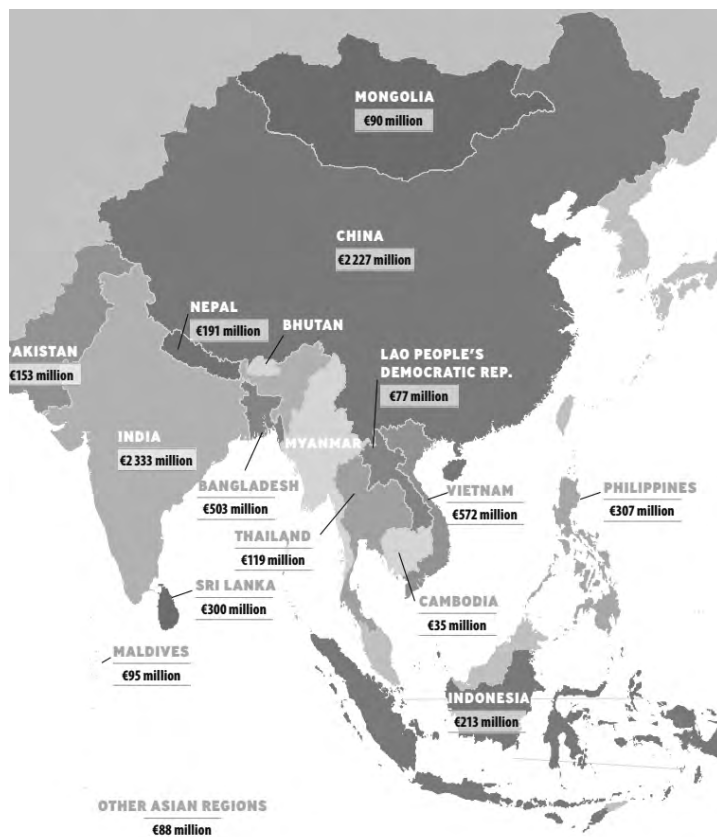 MONGOLIA
€90 million
CHINA
€2 227 million
NEPAL
€191 million
BHUTAN
PAKISTAN
€153 million
LAO PEOPLE'S
DEMOCRATIC REP.
€77 million
INDIA
€2 333 million
MYANMAR
BANGLADESH
€503 million
VIETNAM
€572 million
PHILIPPINES
€307 million
THAILAND
€119 million
SRI LANKA
€300 million
CAMBODIA
€35 million
MALDIVES
€95 million
INDONESIA
€213 million
OTHER ASIAN REGIONS
€88 million